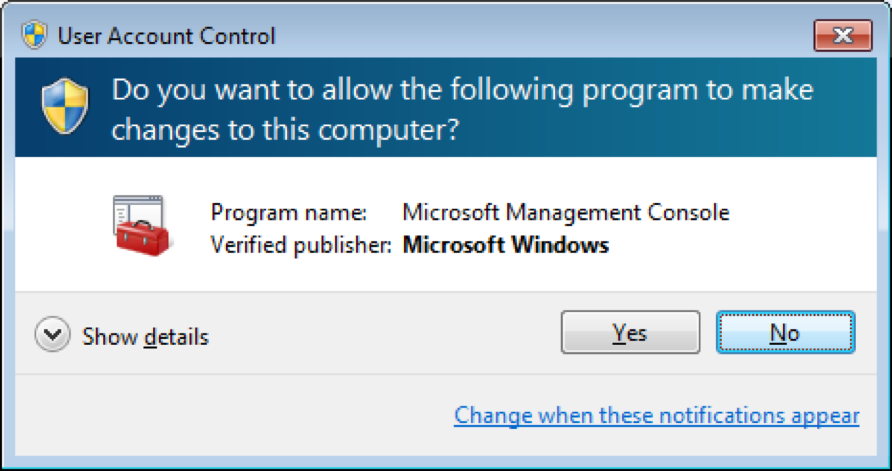 User Account Control
Do you want to allow the following program to make
changes to this computer?
Program name: Microsoft Management Console
Verified publisher: Microsoft Windows
Show details
Yes
No
Change when these notifications appear